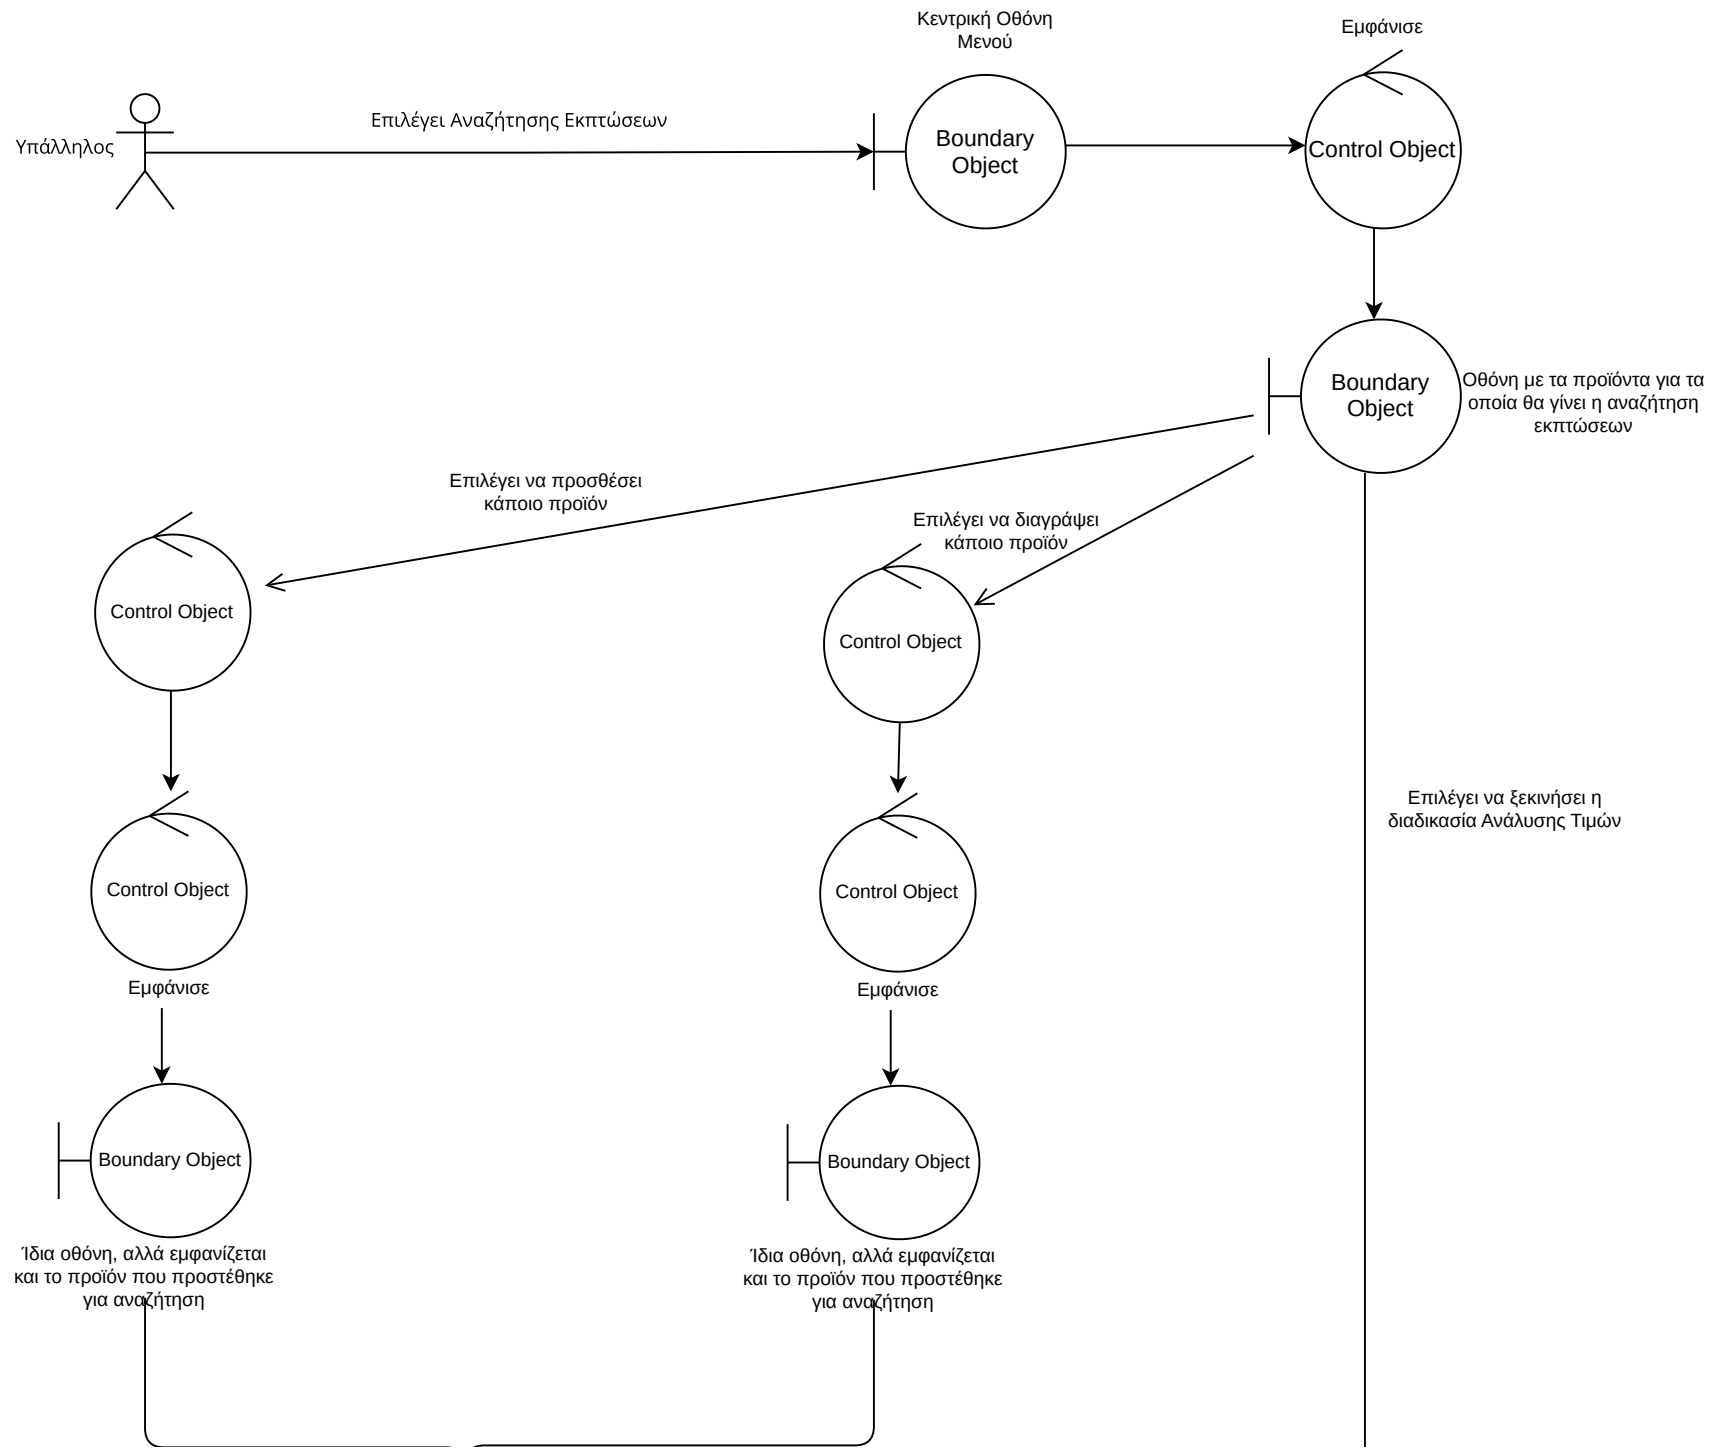 Κεντρική Οθόνη
Μενού
Εμφάνισε
Υπάλληλος
Επιλέγει Αναζήτησης Εκπτώσεων
Boundary
Object
Control Object
Boundary
Object
Οθόνη με τα προϊόντα για τα
οποία θα γίνει η αναζήτηση
εκπτώσεων
Επιλέγει να προσθέσει
κάποιο προϊόν
Επιλέγει να διαγράψει
κάποιο προϊόν
Control Object
Control Object
Επιλέγει να ξεκινήσει η
διαδικασία Ανάλυσης Τιμών
Control Object
Control Object
Εμφάνισε
Εμφάνισε
Boundary Object
Boundary Object
Ίδια οθόνη, αλλά εμφανίζεται
και το προϊόν που προστέθηκε
για αναζήτηση
Ίδια οθόνη, αλλά εμφανίζεται
και το προϊόν που προστέθηκε
για αναζήτηση